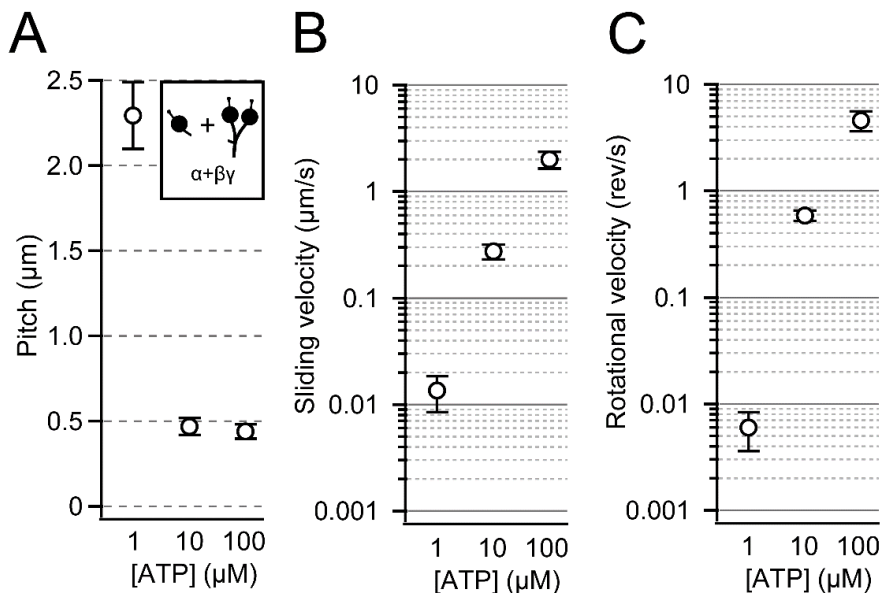 A
Pitch (µm)
2.5
2.0
1.5
1.0
0.5
0
+
α+βγ
1 10 100
[ATP] (µM)
B
Sliding velocity (µm/s)
10
1
0.1
0.01
0.001
1 10 100
[ATP] (µM)
C
Rotational velocity (rev/s)
10
1
0.1
0.01
0.001
1 10 100
[ATP] (µM)